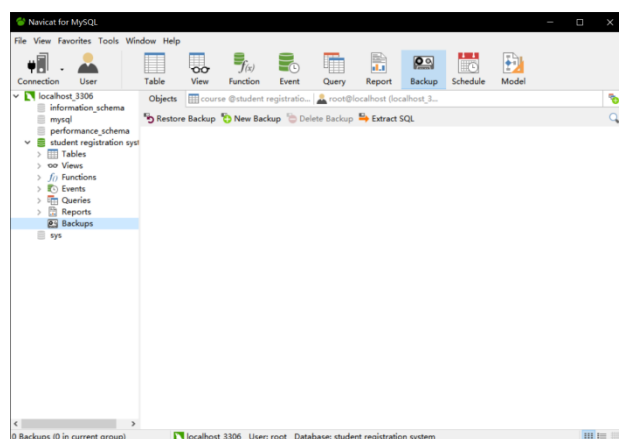 Navicat for MySQL
File View Favorites Tools Window Help
Connection User Table View Function Event Query Report Backup Schedule Model
localhost_3306
information_schema
mysql
performance_schema
student registration syst
Tables
Views
Functions
Events
Queries
Reports
Backups
sys
Objects course @student registratio... root@localhost (localhost_3...
Restore Backup New Backup Delete Backup Extract SQL
0 Backups (0 in current group) localhost_3306 User: root Database: student registration system